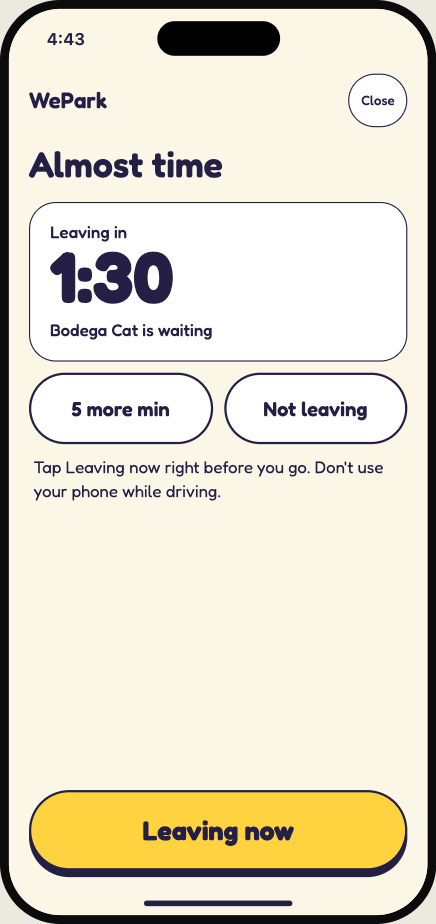 4:43
WePark
Close
Almost time
Leaving in
1:30
Bodega Cat is waiting
5 more min
Not leaving
Tap Leaving now right before you go. Don't use
your phone while driving.
Leaving now